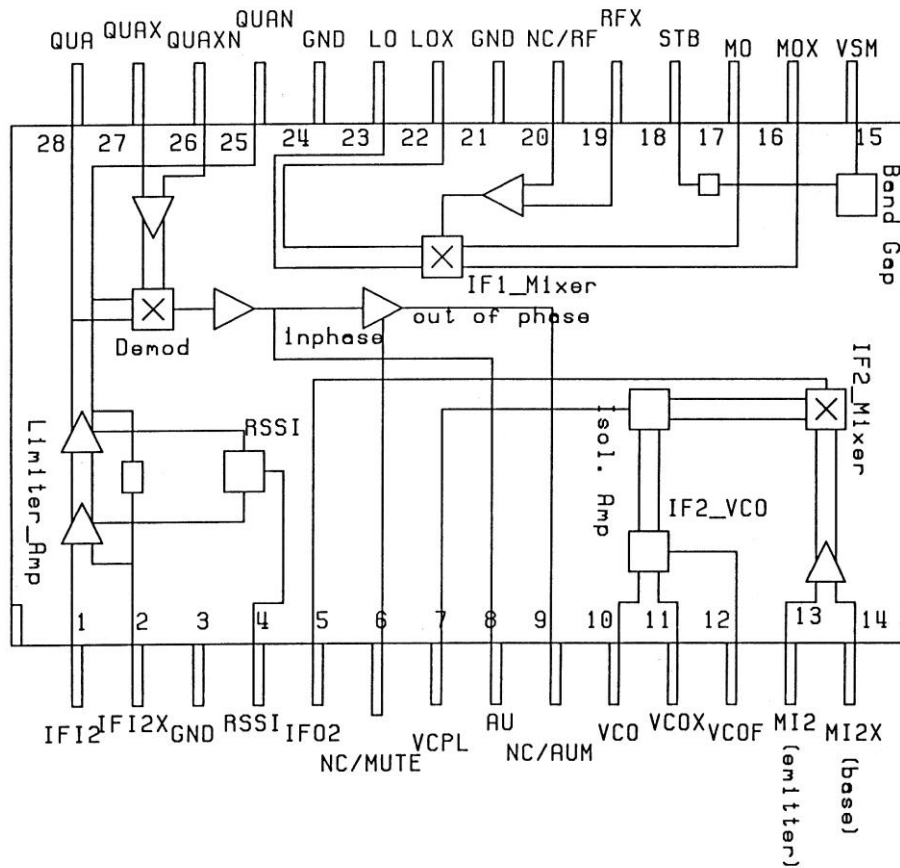 QUA QUAX QUAXN QUAN GND LO LOX GND NC/RF RFX STB MO MOX VSM
28 27 26 25 24 23 22 21 20 19 18 17 16 15
Band Gap
IF1_Mixer
Demod
inphase
out of phase
IF2_Mixer
Limiter_Amp
RSSI
Isol. Amp
IF2_VCO
1 2 3 4 5 6 7 8 9 10 11 12 13 14
IFI2 IFI2X GND RSSI IFO2 NC/MUTE VCPL AU NC/AUM VCO VCOX VCOF MI2 MI2X
(emitter)
(base)